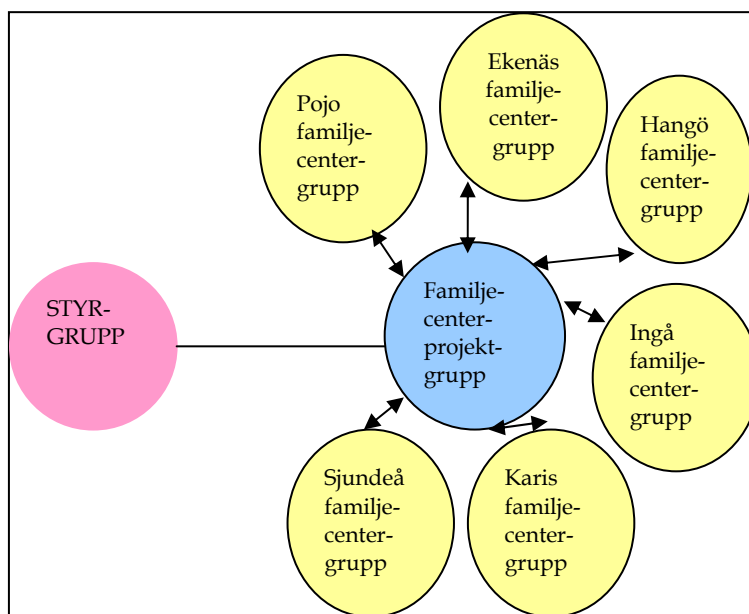 Pojo
familje-
center-
grupp
Ekenäs
familje-
center-
grupp
Hangö
familje-
center-
grupp
STYR-
GRUPP
Familje-
center-
projekt-
grupp
Ingå
familje-
center-
grupp
Sjundeå
familje-
center-
grupp
Karis
familje-
center-
grupp